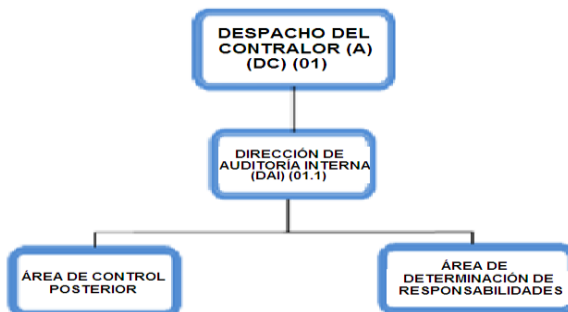 DESPACHO DEL
CONTRALOR (A)
(DC) (01)
DIRECCIÓN DE
AUDITORÍA INTERNA
(DAI) (01.1)
ÁREA DE CONTROL
POSTERIOR
ÁREA DE
DETERMINACIÓN DE
RESPONSABILIDADES